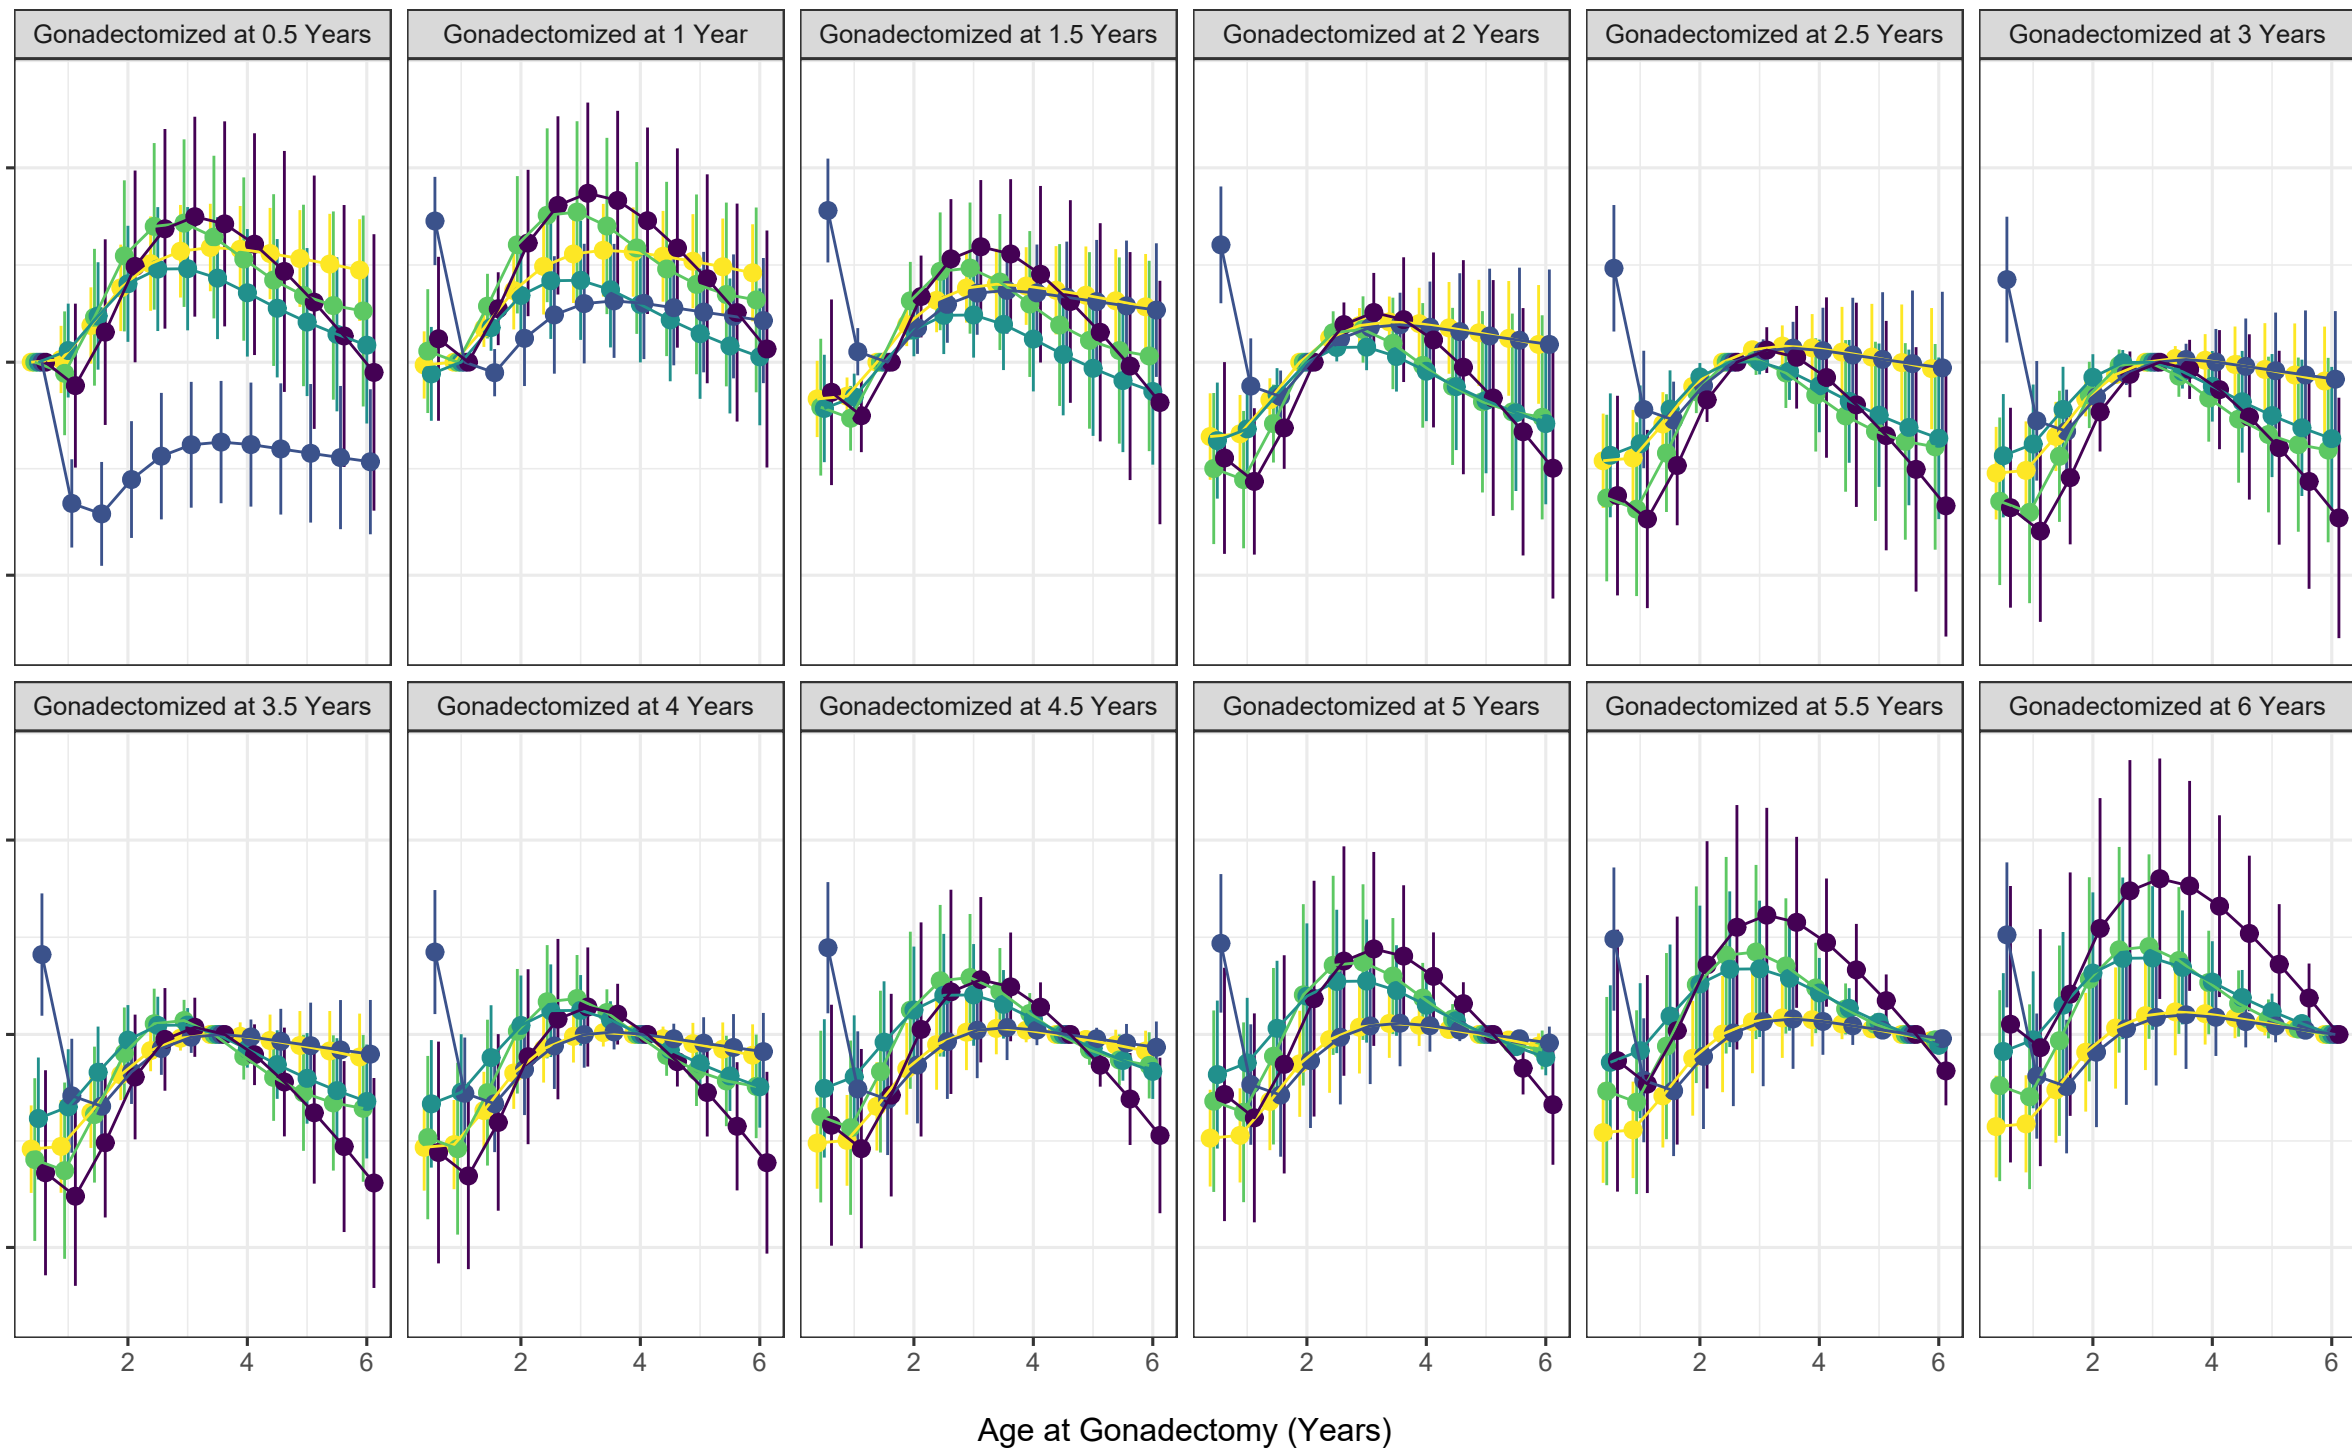 Gonadectomized at 0.5 Years
Gonadectomized at 1 Year
Gonadectomized at 1.5 Years
Gonadectomized at 2 Years
Gonadectomized at 2.5 Years
Gonadectomized at 3 Years
Gonadectomized at 3.5 Years
Gonadectomized at 4 Years
Gonadectomized at 4.5 Years
Gonadectomized at 5 Years
Gonadectomized at 5.5 Years
Gonadectomized at 6 Years
2 4 6
2 4 6
2 4 6
2 4 6
2 4 6
2 4 6
Age at Gonadectomy (Years)